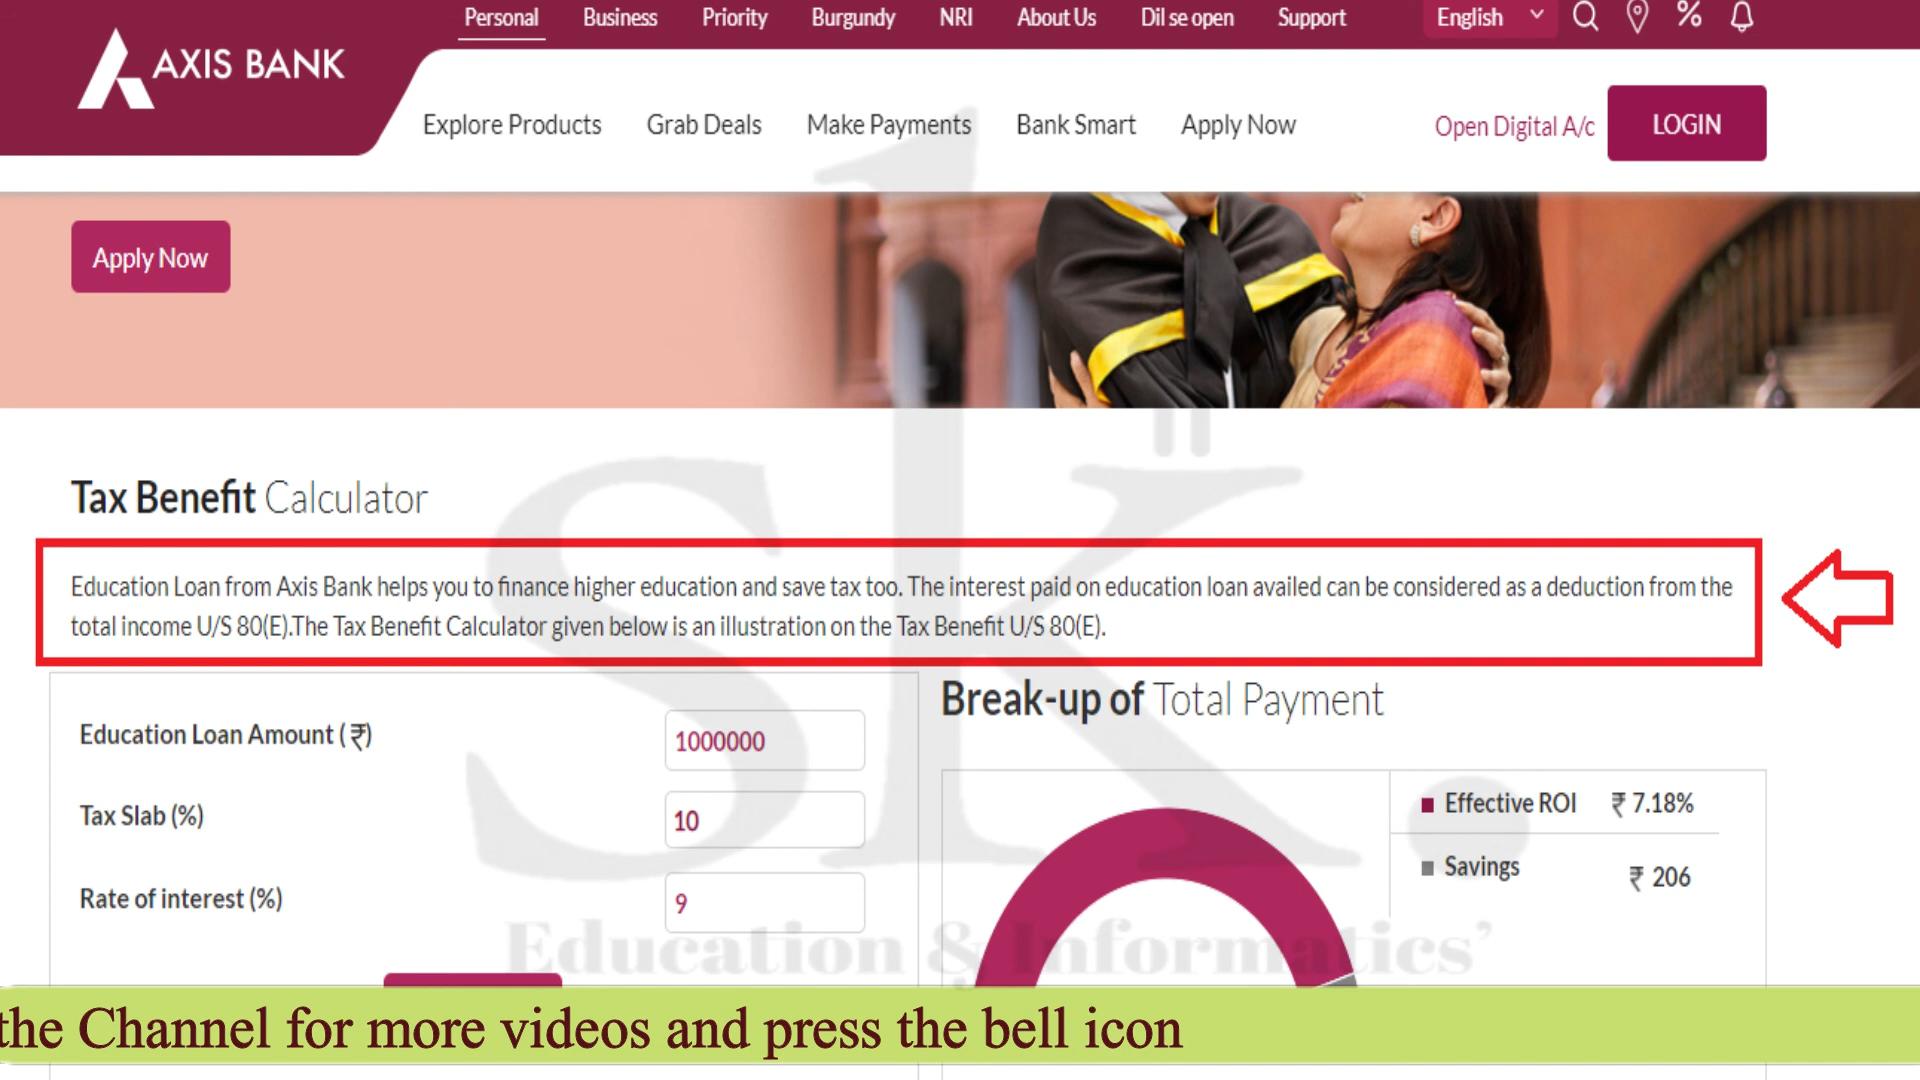 Personal Business Priority Burgundy NRI About Us Dil se open Support English %
AXIS BANK
Explore Products Grab Deals Make Payments Bank Smart Apply Now Open Digital A/c LOGIN
Apply Now
Tax Benefit Calculator
Education Loan from Axis Bank helps you to finance higher education and save tax too. The interest paid on education loan availed can be considered as a deduction from the
total income U/S 80(E).The Tax Benefit Calculator given below is an illustration on the Tax Benefit U/S 80(E).
Break-up of Total Payment
Education Loan Amount ( ₹) 1000000
Tax Slab (%) 10
Rate of interest (%) 9
Effective ROI ₹ 7.18%
Savings ₹ 206
sk.
Education & Informatics’
the Channel for more videos and press the bell icon